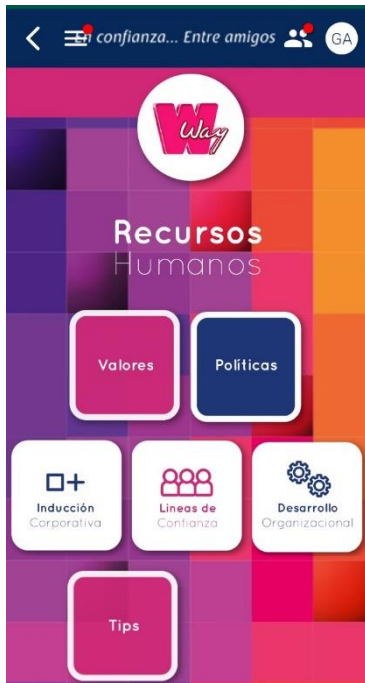 En confianza... Entre amigos
GA
Way
Recursos
Humanos
Valores
Políticas
Inducción
Corporativa
Lineas de
Confianza
Desarrollo
Organizacional
Tips